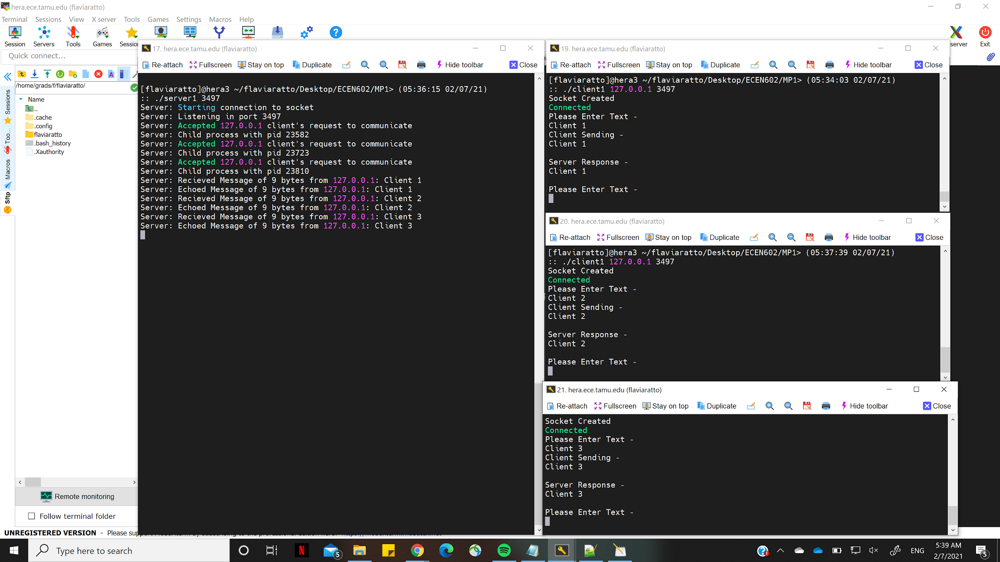 hera.ece.tamu.edu (flaviaratto)
Terminal Sessions View X server Tools Games Settings Macros Help
Session Servers Tools Games Session server Exit
Quick connect...
/home/grads/f/flaviaratto/
Name
..
.cache
.config
flaviaratto
.bash_history
.Xauthority
Sessions
Too...
Macros
Sftp
Remote monitoring
Follow terminal folder
UNREGISTERED VERSION - Please sup
17. hera.ece.tamu.edu (flaviaratto)
Re-attach Fullscreen Stay on top Duplicate Hide toolbar Close
[flaviaratto]@hera3 ~/flaviaratto/Desktop/ECEN602/MP1> (05:36:15 02/07/21)
:: ./server1 3497
Server: Starting connection to socket
Server: Listening in port 3497
Server: Accepted 127.0.0.1 client's request to communicate
Server: Child process with pid 23582
Server: Accepted 127.0.0.1 client's request to communicate
Server: Child process with pid 23723
Server: Accepted 127.0.0.1 client's request to communicate
Server: Child process with pid 23810
Server: Recieved Message of 9 bytes from 127.0.0.1: Client 1
Server: Echoed Message of 9 bytes from 127.0.0.1: Client 1
Server: Recieved Message of 9 bytes from 127.0.0.1: Client 2
Server: Echoed Message of 9 bytes from 127.0.0.1: Client 2
Server: Recieved Message of 9 bytes from 127.0.0.1: Client 3
Server: Echoed Message of 9 bytes from 127.0.0.1: Client 3
19. hera.ece.tamu.edu (flaviaratto)
Re-attach Fullscreen Stay on top Duplicate Hide toolbar Close
[flaviaratto]@hera3 ~/flaviaratto/Desktop/ECEN602/MP1> (05:34:03 02/07/21)
:: ./client1 127.0.0.1 3497
Socket Created
Connected
Please Enter Text -
Client 1
Client Sending -
Client 1
Server Response -
Client 1
Please Enter Text -
20. hera.ece.tamu.edu (flaviaratto)
Re-attach Fullscreen Stay on top Duplicate Hide toolbar Close
[flaviaratto]@hera3 ~/flaviaratto/Desktop/ECEN602/MP1> (05:37:39 02/07/21)
:: ./client1 127.0.0.1 3497
Socket Created
Connected
Please Enter Text -
Client 2
Client Sending -
Client 2
Server Response -
Client 2
Please Enter Text -
21. hera.ece.tamu.edu (flaviaratto)
Re-attach Fullscreen Stay on top Duplicate Hide toolbar Close
Socket Created
Connected
Please Enter Text -
Client 3
Client Sending -
Client 3
Server Response -
Client 3
Please Enter Text -
Type here to search
5
ENG
5:39 AM
2/7/2021
5